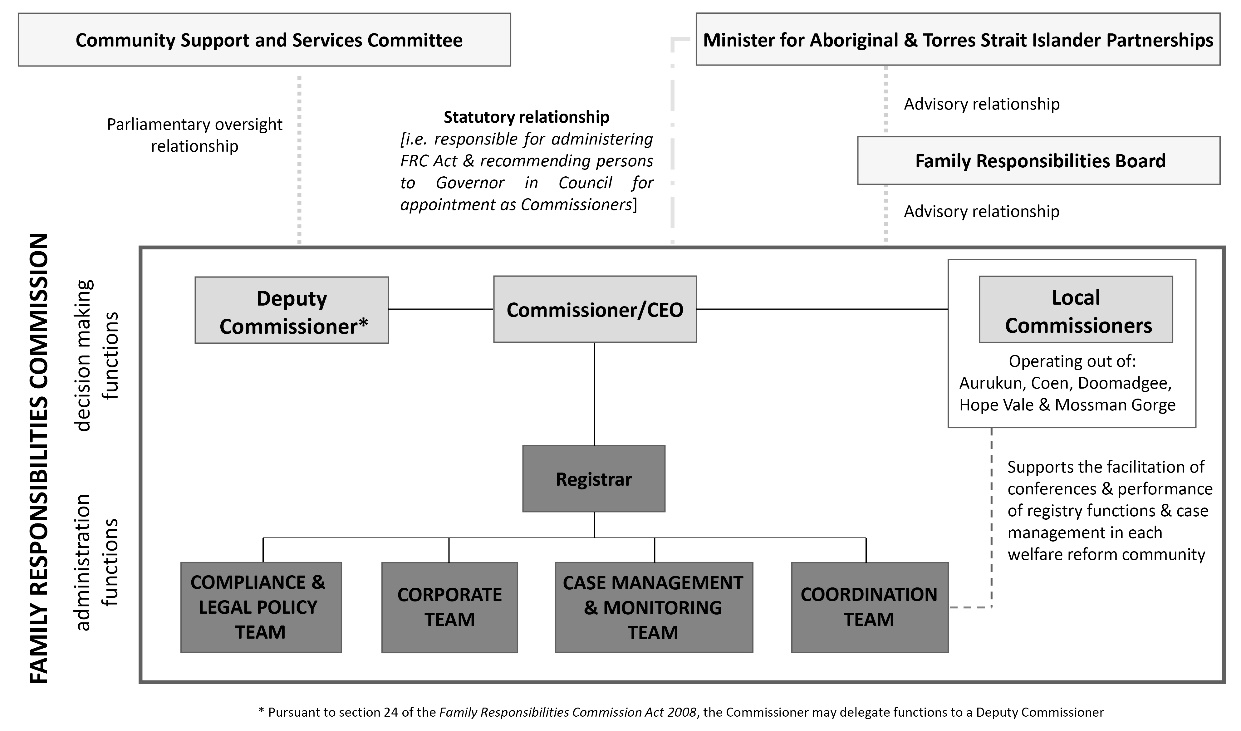 Community Support and Services Committee
Minister for Aboriginal & Torres Strait Islander Partnerships
Parliamentary oversight
relationship
Statutory relationship
[i.e. responsible for administering
FRC Act & recommending persons
to Governor in Council for
appointment as Commissioners]
Advisory relationship
Family Responsibilities Board
Advisory relationship
FAMILY RESPONSIBILITIES COMMISSION
decision making
functions
Deputy
Commissioner*
Commissioner/CEO
Local
Commissioners
Operating out of:
Aurukun, Coen, Doomadgee,
Hope Vale & Mossman Gorge
administration
functions
Registrar
Supports the facilitation of
conferences & performance
of registry functions & case
management in each
welfare reform community
COMPLIANCE &
LEGAL POLICY
TEAM
CORPORATE
TEAM
CASE MANAGEMENT
& MONITORING
TEAM
COORDINATION
TEAM
* Pursuant to section 24 of the Family Responsibilities Commission Act 2008, the Commissioner may delegate functions to a Deputy Commissioner